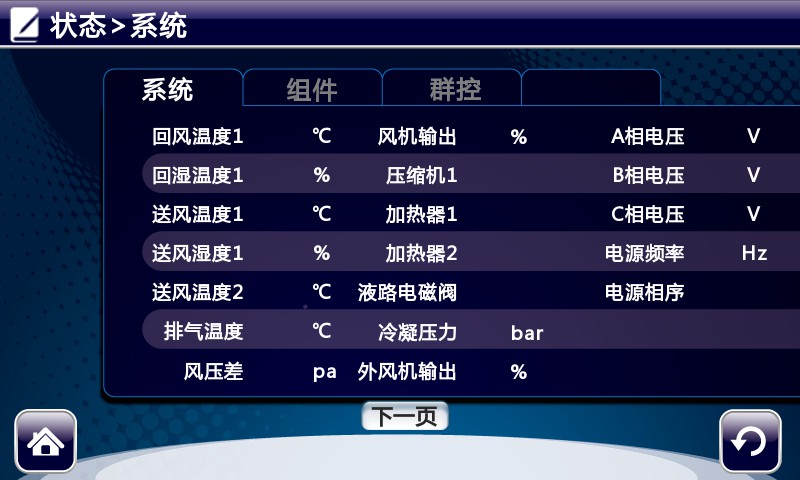 状态>系统
系统 组件 群控
回风温度1 ℃ 风机输出 % A相电压 V
回湿温度1 % 压缩机1 B相电压 V
送风温度1 ℃ 加热器1 C相电压 V
送风湿度1 % 加热器2 电源频率 Hz
送风温度2 ℃ 液路电磁阀 电源相序
排气温度 ℃ 冷凝压力 bar
风压差 pa 外风机输出 %
下一页